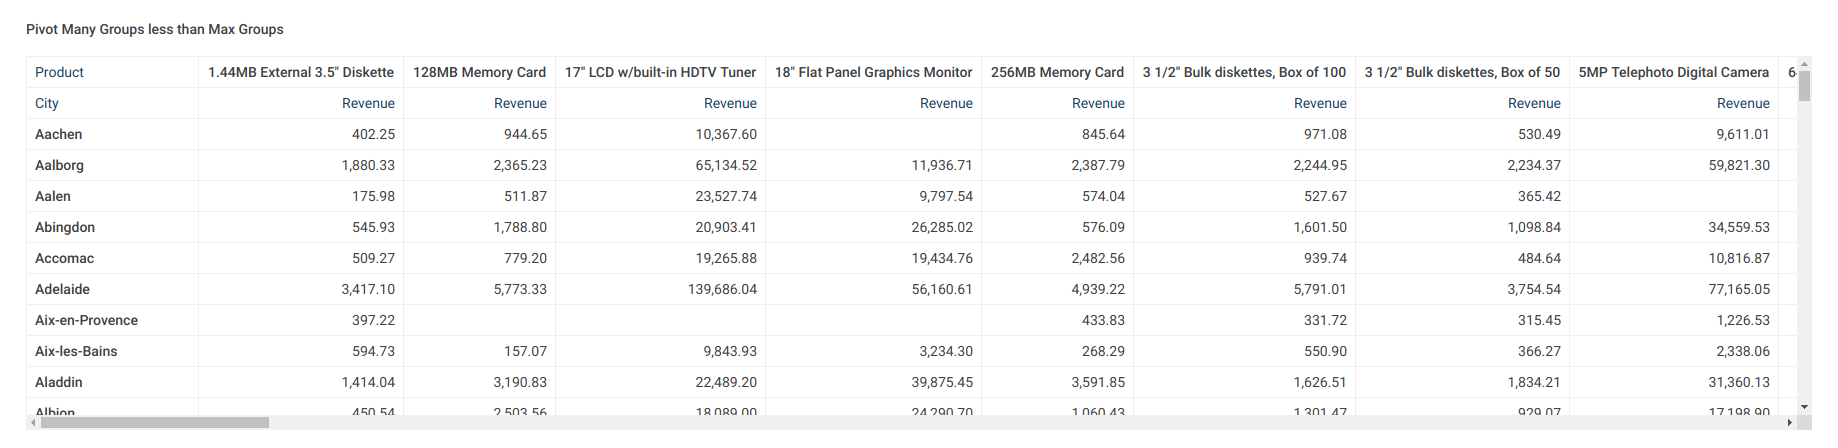 Pivot Many Groups less than Max Groups
Product 1.44MB External 3.5" Diskette 128MB Memory Card 17" LCD w/built-in HDTV Tuner 18" Flat Panel Graphics Monitor 256MB Memory Card 3 1/2" Bulk diskettes, Box of 100 3 1/2" Bulk diskettes, Box of 50 5MP Telephoto Digital Camera
City Revenue Revenue Revenue Revenue Revenue Revenue Revenue Revenue
Aachen 402.25 944.65 10,367.60 845.64 971.08 530.49 9,611.01
Aalborg 1,880.33 2,365.23 65,134.52 11,936.71 2,387.79 2,244.95 2,234.37 59,821.30
Aalen 175.98 511.87 23,527.74 9,797.54 574.04 527.67 365.42
Abingdon 545.93 1,788.80 20,903.41 26,285.02 576.09 1,601.50 1,098.84 34,559.53
Accomac 509.27 779.20 19,265.88 19,434.76 2,482.56 939.74 484.64 10,816.87
Adelaide 3,417.10 5,773.33 139,686.04 56,160.61 4,939.22 5,791.01 3,754.54 77,165.05
Aix-en-Provence 397.22 433.83 331.72 315.45 1,226.53
Aix-les-Bains 594.73 157.07 9,843.93 3,234.30 268.29 550.90 366.27 2,338.06
Aladdin 1,414.04 3,190.83 22,489.20 39,875.45 3,591.85 1,626.51 1,834.21 31,360.13
Albion 450.54 2,503.56 18,089.00 24,290.70 1,060.43 1,301.47 929.07 17,198.90